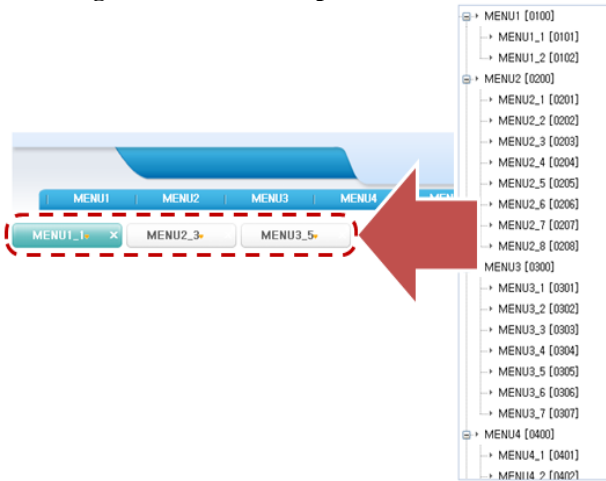 MENU1 MENU2 MENU3 MENU4
MENU1_1 × MENU2_3 MENU3_5
MENU1 [0100]
MENU1_1 [0101]
MENU1_2 [0102]
MENU2 [0200]
MENU2_1 [0201]
MENU2_2 [0202]
MENU2_3 [0203]
MENU2_4 [0204]
MENU2_5 [0205]
MENU2_6 [0206]
MENU2_7 [0207]
MENU2_8 [0208]
MENU3 [0300]
MENU3_1 [0301]
MENU3_2 [0302]
MENU3_3 [0303]
MENU3_4 [0304]
MENU3_5 [0305]
MENU3_6 [0306]
MENU3_7 [0307]
MENU4 [0400]
MENU4_1 [0401]
MENU4_2 [0402]